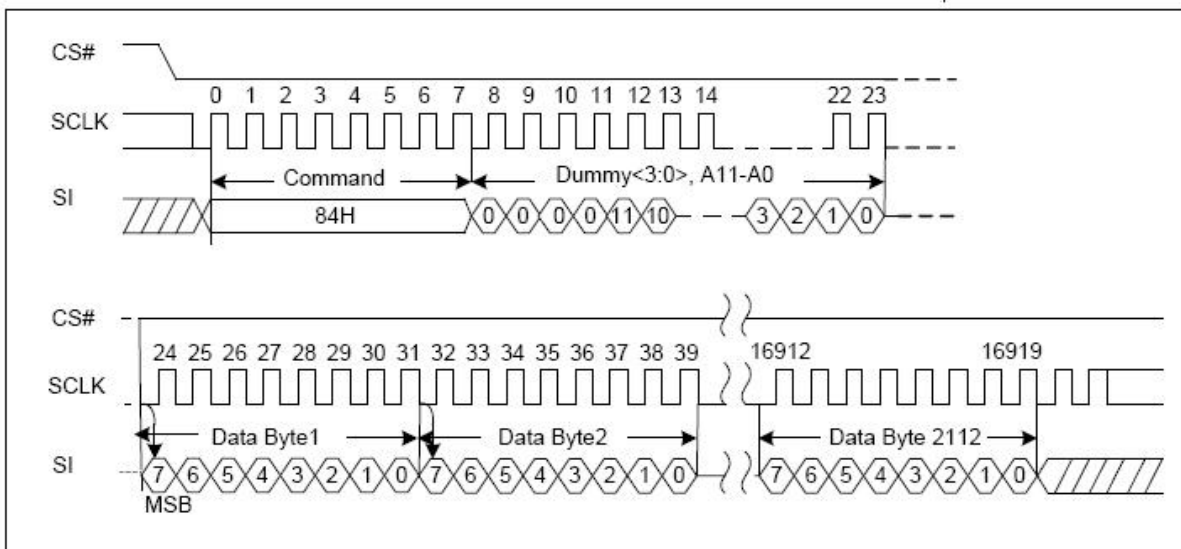 CS#
0 1 2 3 4 5 6 7 8 9 10 11 12 13 14 22 23
SCLK
Command Dummy<3:0>, A11-A0
SI
84H 0 0 0 0 11 10 3 2 1 0
CS#
24 25 26 27 28 29 30 31 32 33 34 35 36 37 38 39 16912 16919
SCLK
Data Byte1 Data Byte2 Data Byte 2112
SI
7 6 5 4 3 2 1 0 7 6 5 4 3 2 1 0 7 6 5 4 3 2 1 0
MSB